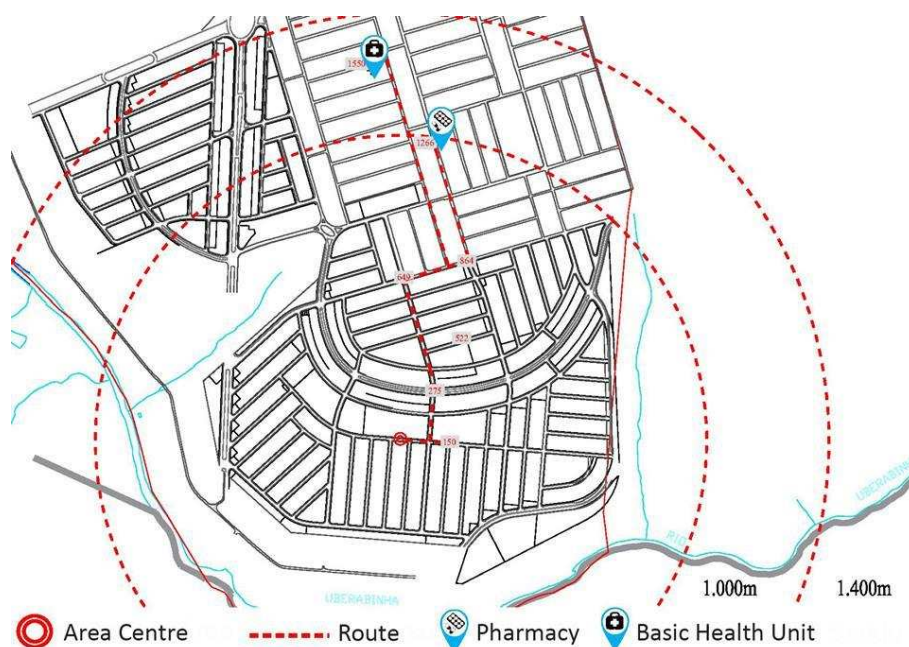 1550
1266
864
649
522
275
150
UBERABINHA
RIO
1.000m
1.400m
UBERABINHA
Area Centre
Route
Pharmacy
Basic Health Unit